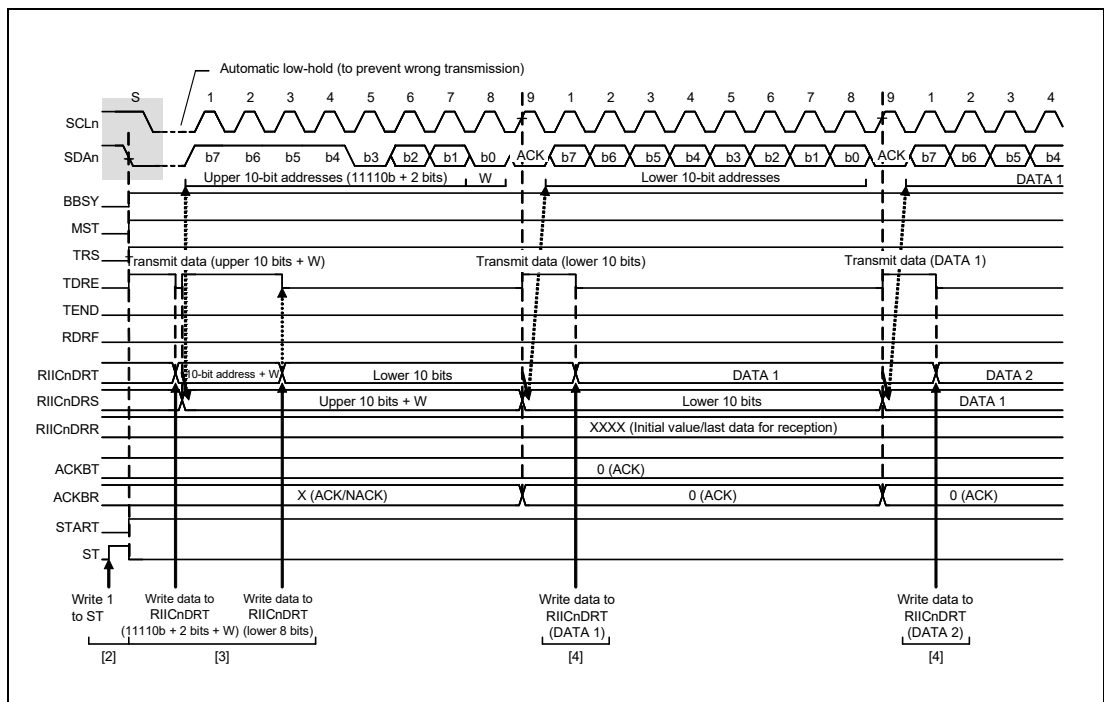 Automatic low-hold (to prevent wrong transmission)
S 1 2 3 4 5 6 7 8 9 1 2 3 4 5 6 7 8 9 1 2 3 4
SCLn
SDAn b7 b6 b5 b4 b3 b2 b1 b0 ACK b7 b6 b5 b4 b3 b2 b1 b0 ACK b7 b6 b5 b4
Upper 10-bit addresses (11110b + 2 bits) W Lower 10-bit addresses DATA 1
BBSY
MST
TRS
Transmit data (upper 10 bits + W) Transmit data (lower 10 bits) Transmit data (DATA 1)
TDRE
TEND
RDRF
RIICnDRT 10-bit address + W Lower 10 bits DATA 1 DATA 2
RIICnDRS Upper 10 bits + W Lower 10 bits DATA 1
RIICnDRR XXXX (Initial value/last data for reception)
ACKBT 0 (ACK)
ACKBR X (ACK/NACK) 0 (ACK) 0 (ACK)
START
ST
Write 1 Write data to Write data to Write data to Write data to
to ST RIICnDRT RIICnDRT RIICnDRT RIICnDRT
(11110b + 2 bits + W) (lower 8 bits) (DATA 1) (DATA 2)
[2] [3] [4] [4]